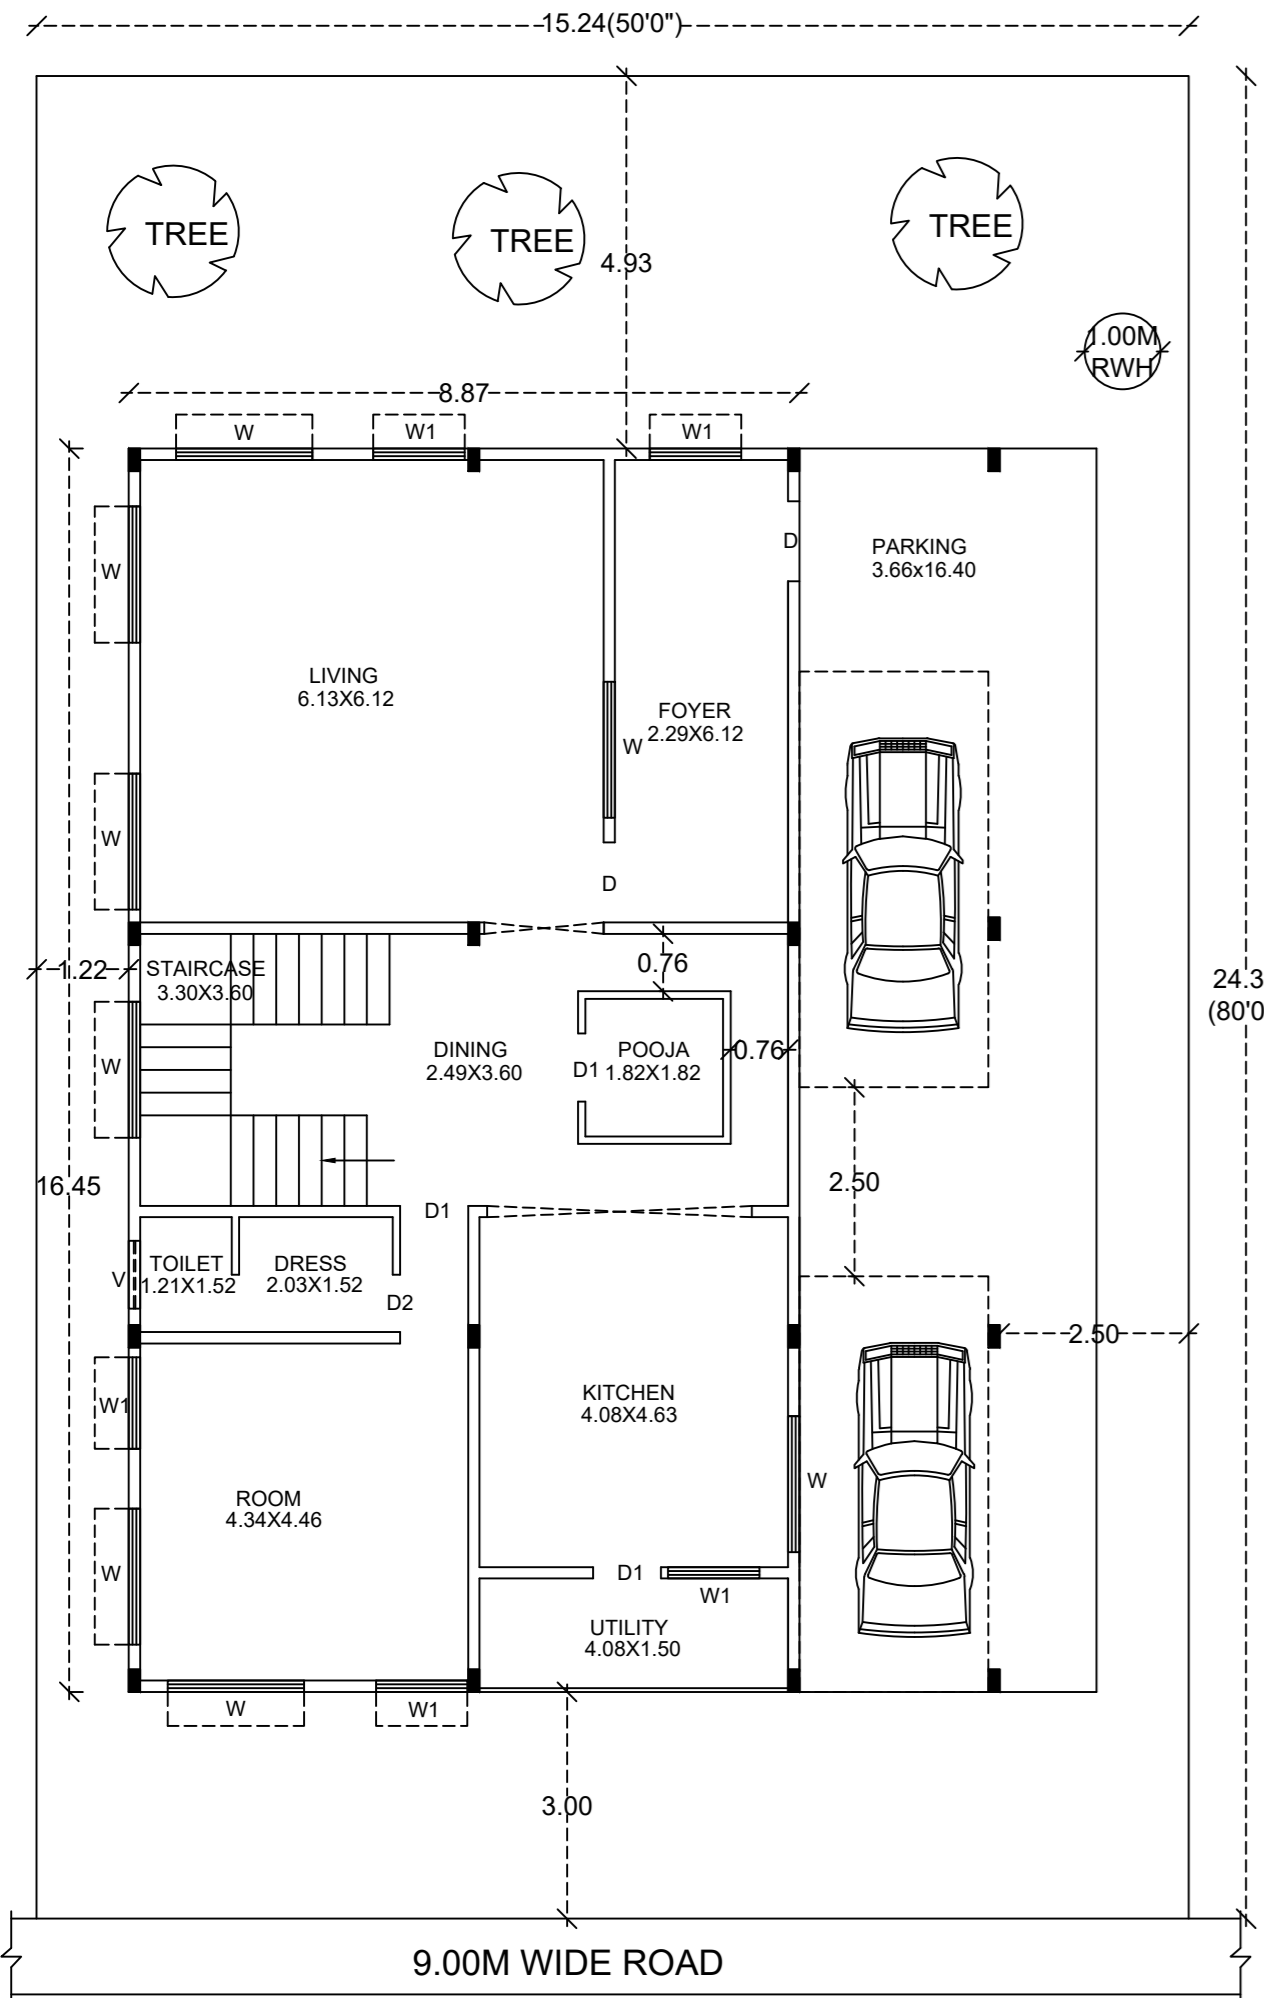 15.24(50'0")
TREE
TREE
TREE
4.93
1.00M
RWH
8.87
W
W1
W1
D
PARKING
3.66x16.40
W
LIVING
6.13X6.12
FOYER
2.29X6.12
W
W
D
1.22
STAIRCASE
3.30X3.60
0.76
24.3
(80'0
DINING
2.49X3.60
D1
POOJA
1.82X1.82
0.76
W
16.45
2.50
D1
TOILET
1.21X1.52
DRESS
2.03X1.52
V
D2
2.50
KITCHEN
4.08X4.63
W1
W
ROOM
4.34X4.46
W
D1
W1
UTILITY
4.08X1.50
W
W1
3.00
9.00M WIDE ROAD